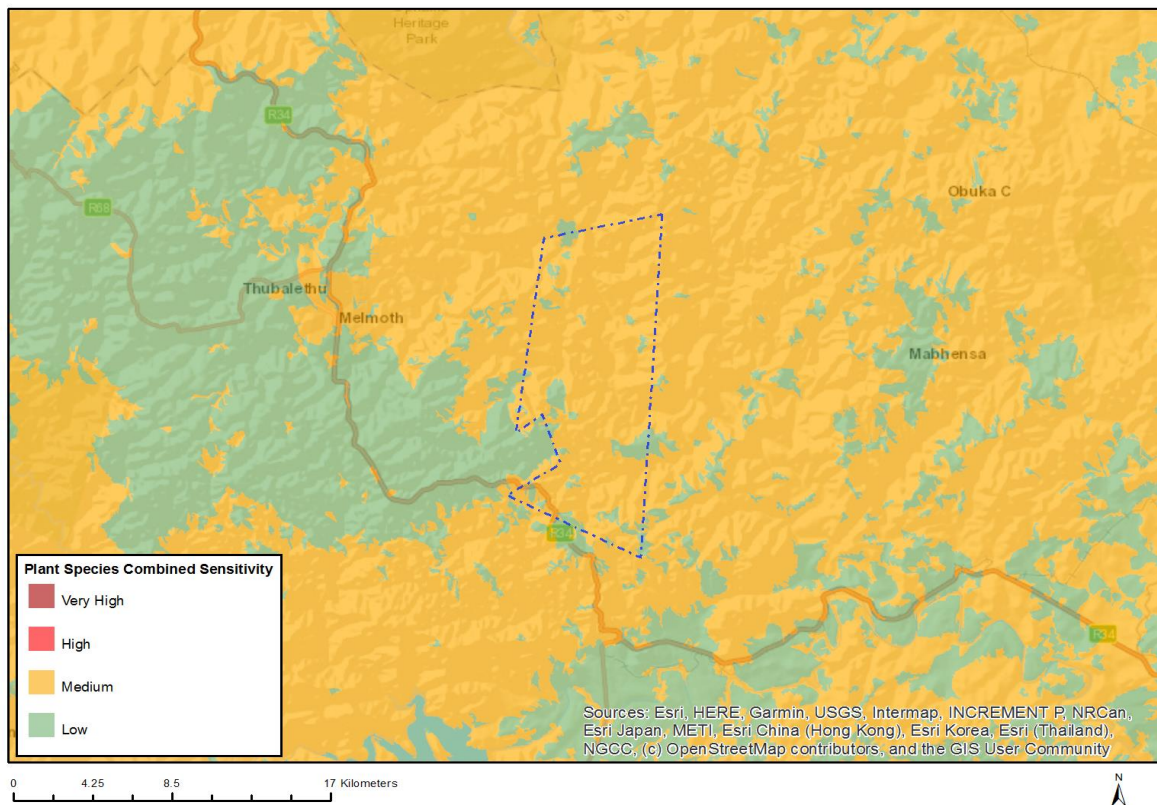 Heritage
Park
R34
R68
Obuka C
Thubalethu
Melmoth
Mabhensa
R34
R34
Plant Species Combined Sensitivity
Very High
High
Medium
Low
Sources: Esri, HERE, Garmin, USGS, Intermap, INCREMENT P, NRCan,
Esri Japan, METI, Esri China (Hong Kong), Esri Korea, Esri (Thailand),
NGCC, (c) OpenStreetMap contributors, and the GIS User Community
0 4.25 8.5 17 Kilometers
N